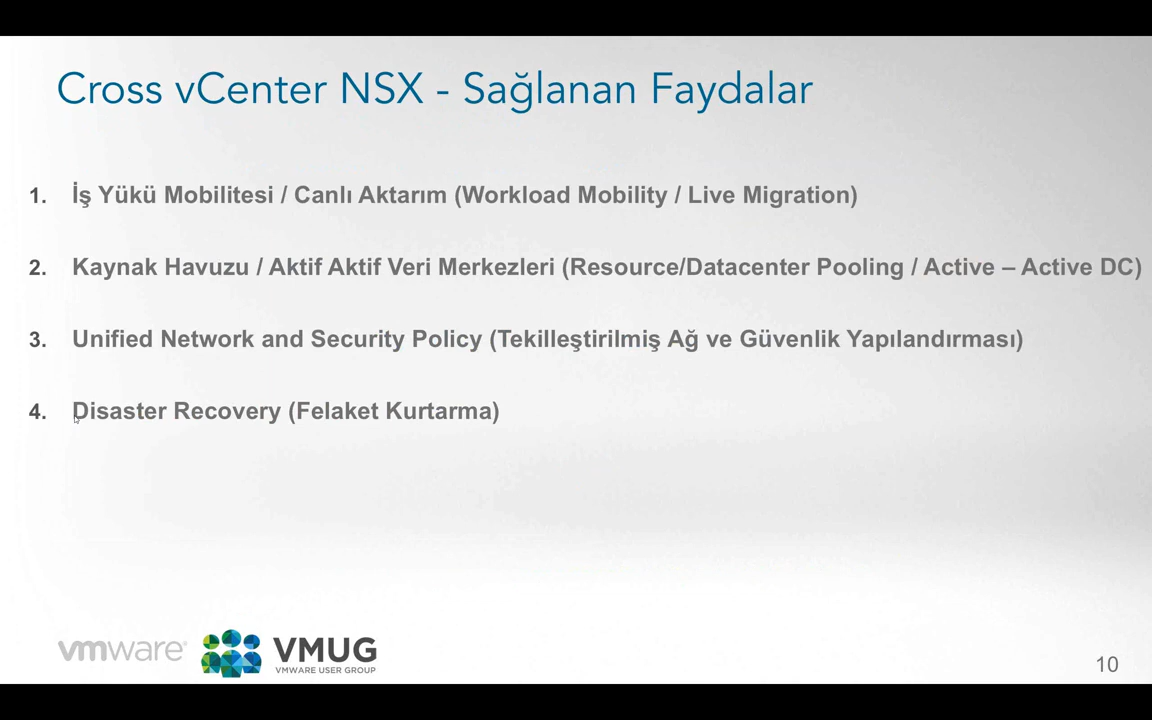 Cross vCenter NSX - Sağlanan Faydalar
1. İş Yükü Mobilitesi / Canlı Aktarım (Workload Mobility / Live Migration)
2. Kaynak Havuzu / Aktif Aktif Veri Merkezleri (Resource/Datacenter Pooling / Active – Active DC)
3. Unified Network and Security Policy (Tekilleştirilmiş Ağ ve Güvenlik Yapılandırması)
4. Disaster Recovery (Felaket Kurtarma)
vmware®
VMUG
VMWARE USER GROUP
10